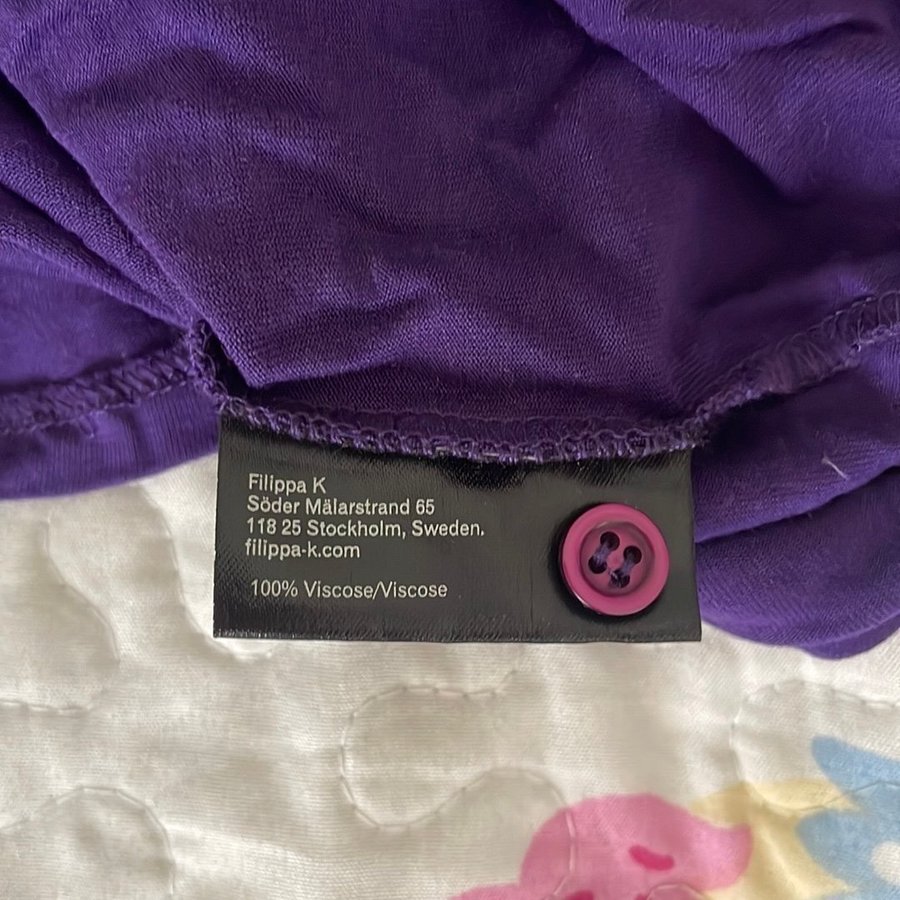 Filippa K
Söder Mälarstrand 65
118 25 Stockholm, Sweden.
filippa-k.com
100% Viscose/Viscose